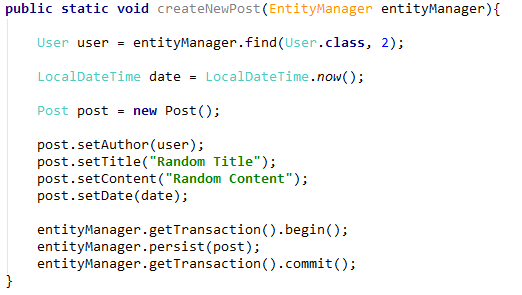 public static void createNewPost(EntityManager entityManager){
User user = entityManager.find(User.class, 2);
LocalDateTime date = LocalDateTime.now();
Post post = new Post();
post.setAuthor(user);
post.setTitle("Random Title");
post.setContent("Random Content");
post.setDate(date);
entityManager.getTransaction().begin();
entityManager.persist(post);
entityManager.getTransaction().commit();
}